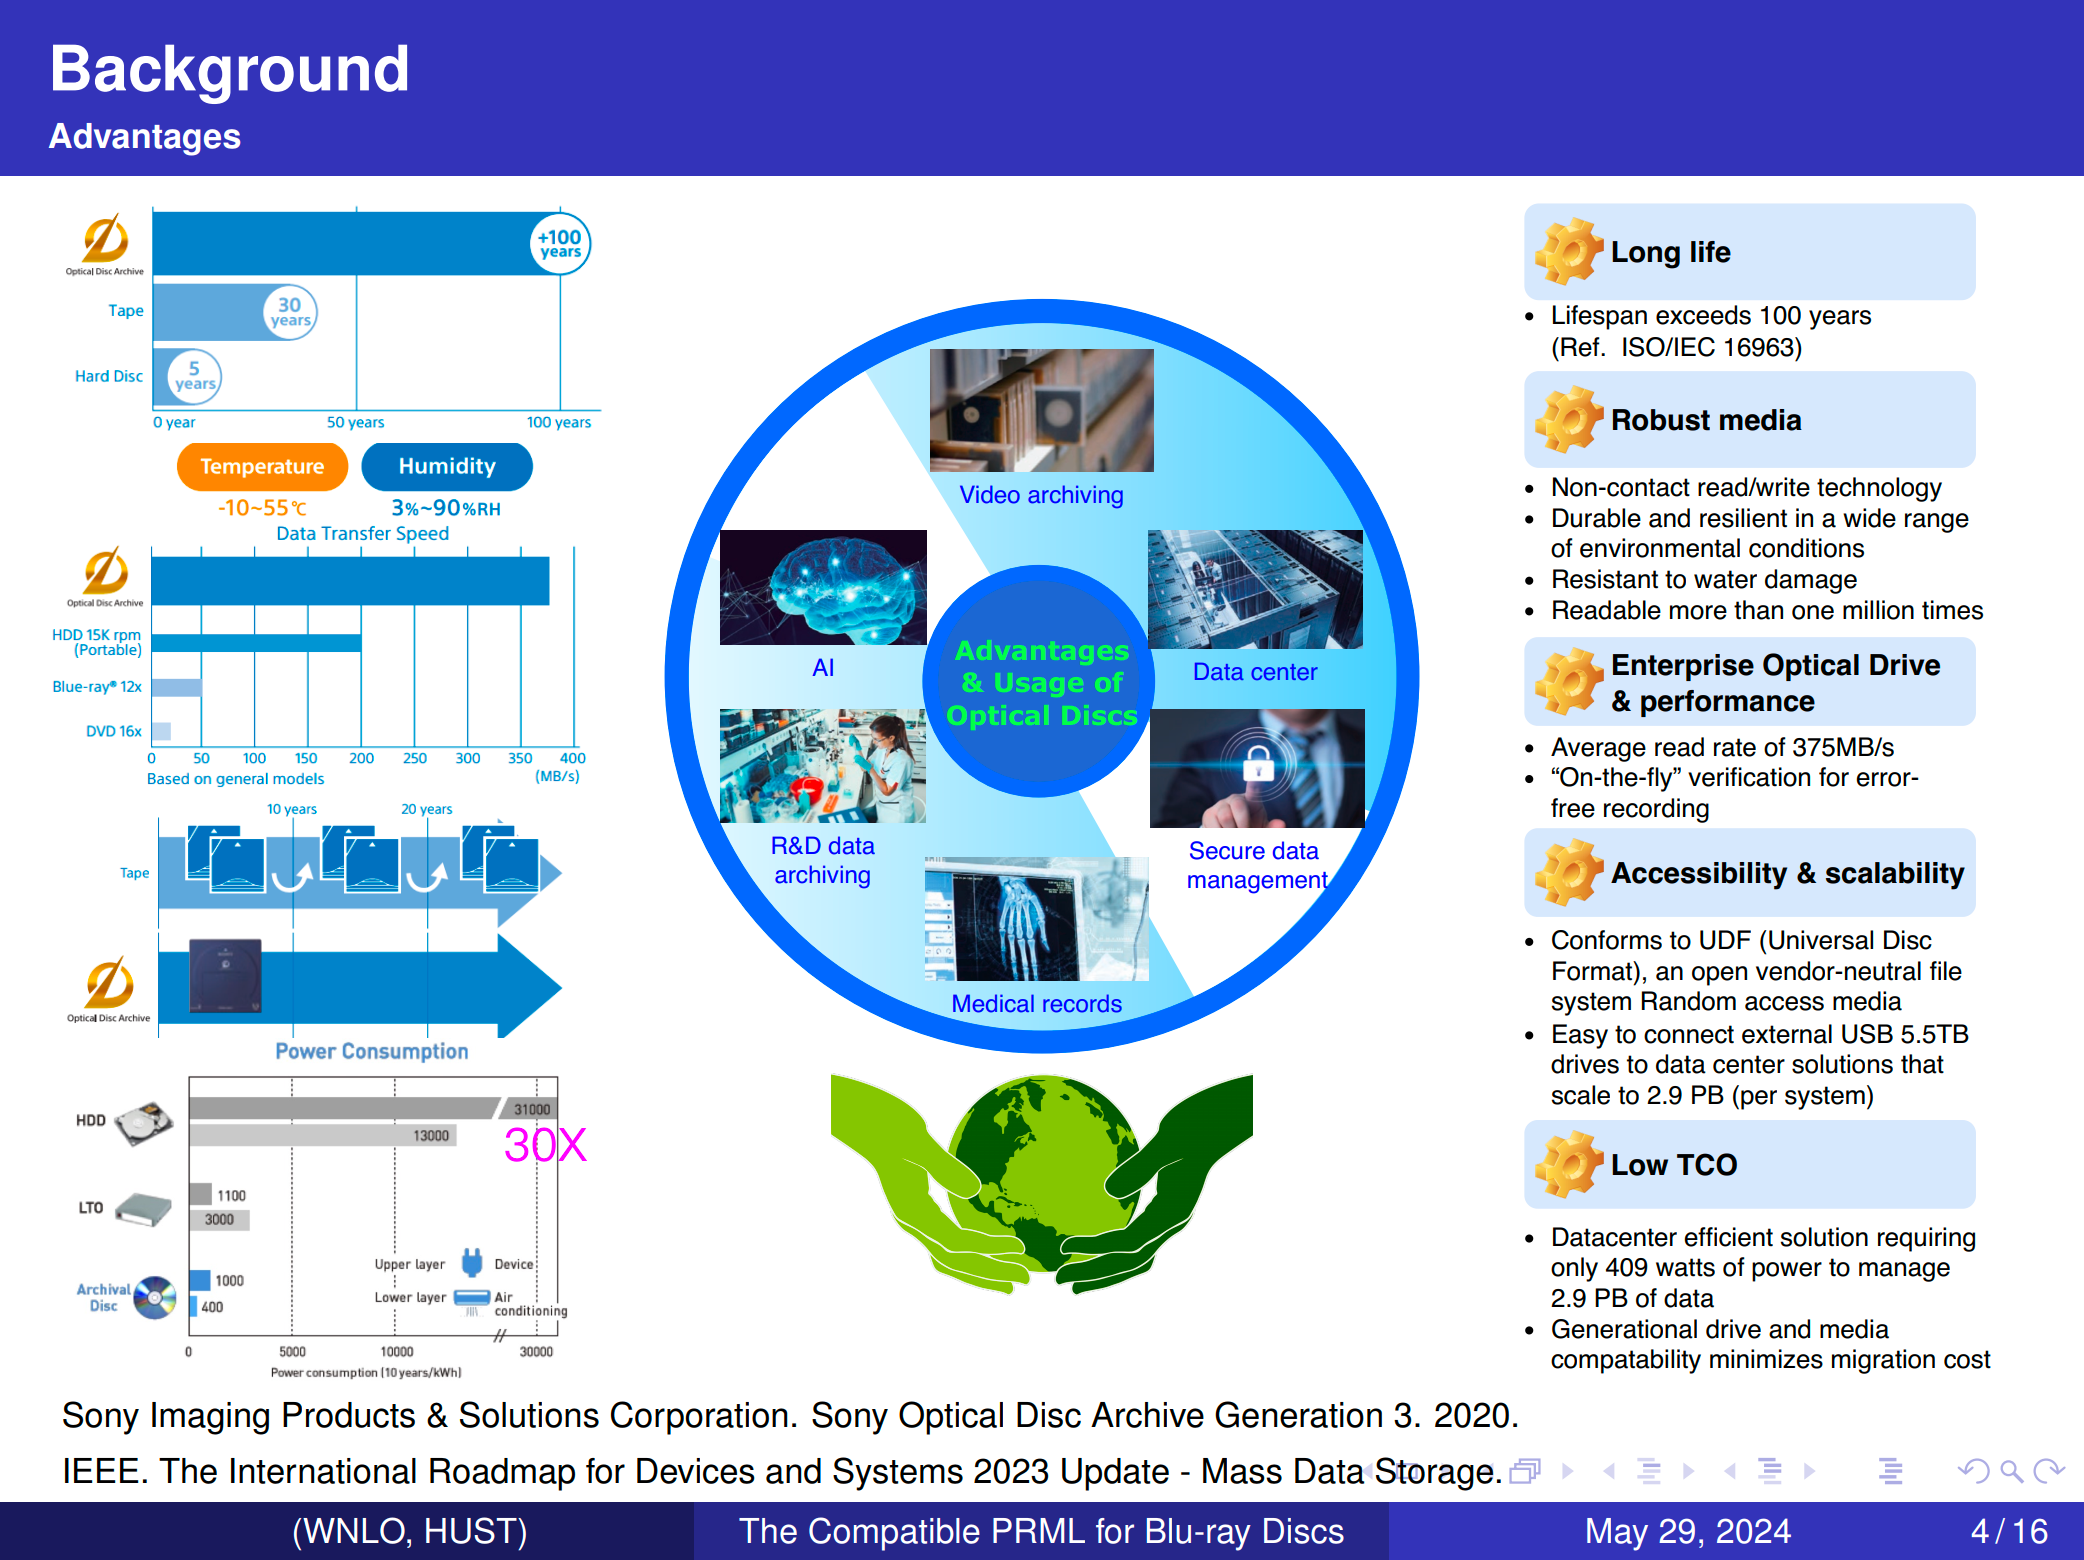 Background
Advantages
+100
years
Optical Disc Archive
Tape
30
years
Hard Disc
5
years
0 year
50 years
100 years
Temperature
Humidity
-10~55℃
3%~90%RH
Data Transfer Speed
Optical Disc Archive
HDD 15K rpm
(Portable)
Blue-ray® 12x
DVD 16x
0 50 100 150 200 250 300 350 400
Based on general models
(MB/s)
10 years
20 years
Tape
Optical Disc Archive
Power Consumption
HDD
31000
13000
30X
LTO
1100
3000
Archival
Disc
1000
400
Upper layer
Device
Lower layer
Air
conditioning
0 5000 10000 30000
Power consumption (10 years/kWh)
Video archiving
AI
Data center
Advantages
& Usage of
Optical Discs
R&D data
archiving
Secure data
management
Medical records
Long life
• Lifespan exceeds 100 years
(Ref. ISO/IEC 16963)
Robust media
• Non-contact read/write technology
• Durable and resilient in a wide range
of environmental conditions
• Resistant to water damage
• Readable more than one million times
Enterprise Optical Drive
& performance
• Average read rate of 375MB/s
• “On-the-fly” verification for error-
free recording
Accessibility & scalability
• Conforms to UDF (Universal Disc
Format), an open vendor-neutral file
system Random access media
• Easy to connect external USB 5.5TB
drives to data center solutions that
scale to 2.9 PB (per system)
Low TCO
• Datacenter efficient solution requiring
only 409 watts of power to manage
2.9 PB of data
• Generational drive and media
compatability minimizes migration cost
Sony Imaging Products & Solutions Corporation. Sony Optical Disc Archive Generation 3. 2020.
IEEE. The International Roadmap for Devices and Systems 2023 Update - Mass Data Storage.
(WNLO, HUST)
The Compatible PRML for Blu-ray Discs
May 29, 2024
4 / 16